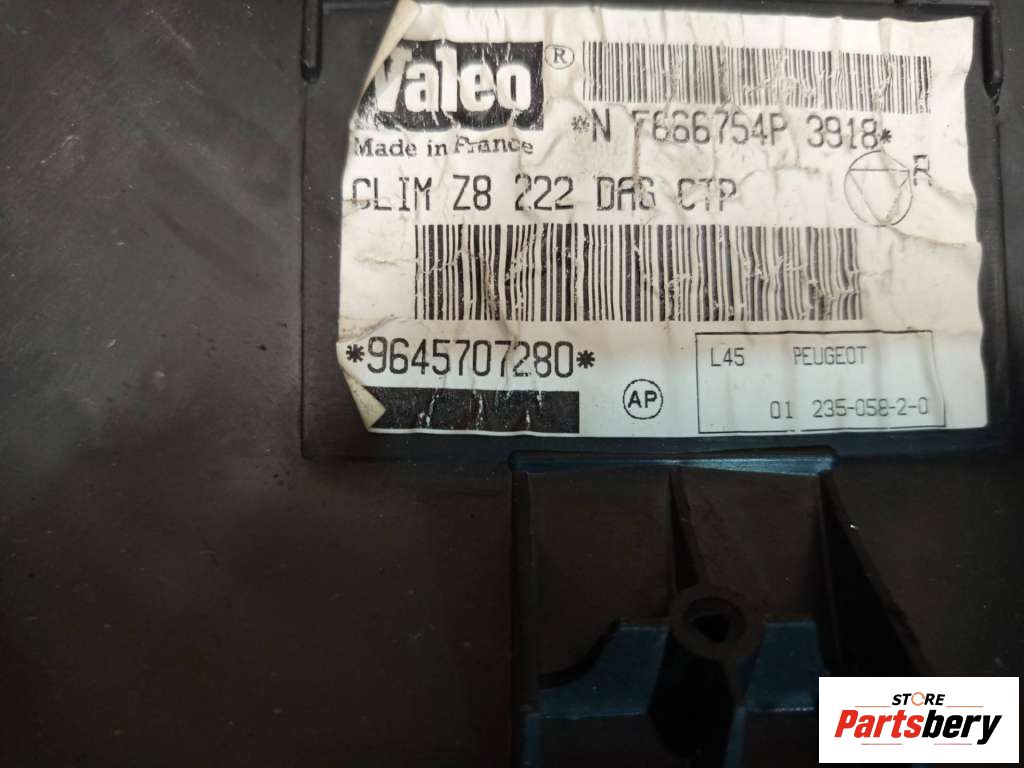 Valeo ®
Made in France
*N F666754P 3918*
R
CLIM Z8 222 DAG CTP
*9645707280*
AP
L45 PEUGEOT
01 235-058-2-0
STORE
Partsbery